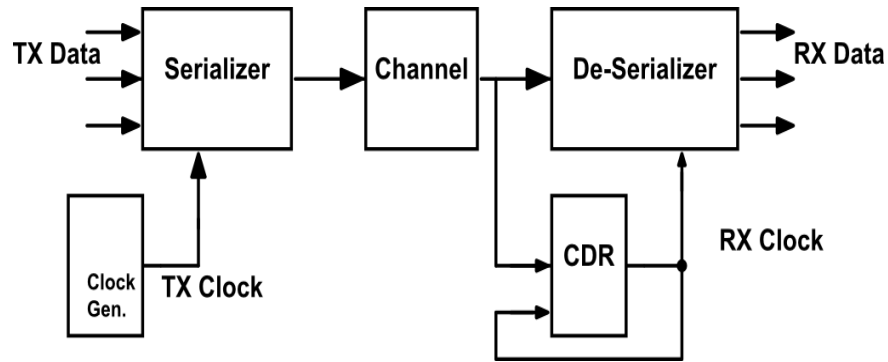 TX Data
Serializer
Channel
De-Serializer
RX Data
Clock
Gen.
TX Clock
CDR
RX Clock